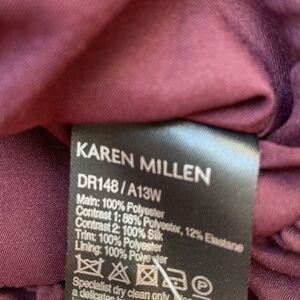 KAREN MILLEN
DR148 / A13W
Main: 100% Polyester
Contrast 1: 88% Polyester, 12% Elastane
Contrast 2: 100% Silk
Trim: 100% Polyester
Lining: 100% Polyester
P
Specialist dry clean only
a delicate